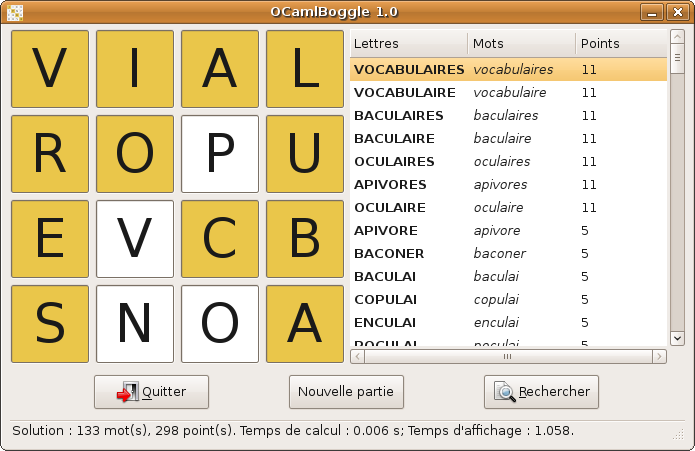 OCamlBoggle 1.0
V I A L
R O P U
E V C B
S N O A
Lettres Mots Points
VOCABULAIRES vocabulaires 11
VOCABULAIRE vocabulaire 11
BACULAIRES baculaires 11
BACULAIRE baculaire 11
OCULAIRES oculaires 11
APIVORES apivores 11
OCULAIRE oculaire 11
APIVORE apivore 5
BACONER baconer 5
BACULAI baculai 5
COPULAI copulai 5
ENCULAI enculai 5
Quitter
Nouvelle partie
Rechercher
Solution : 133 mot(s), 298 point(s). Temps de calcul : 0.006 s; Temps d'affichage : 1.058.